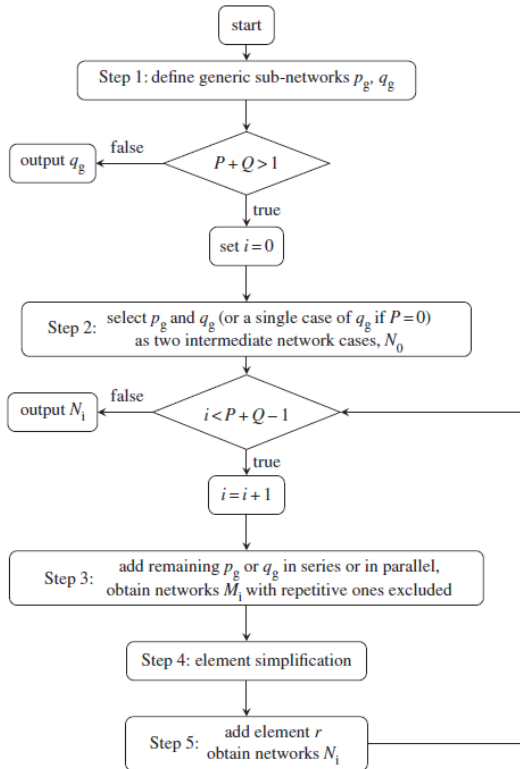 start
Step 1: define generic sub-networks p_g, q_g
P + Q > 1
false
output q_g
true
set i = 0
Step 2: select p_g and q_g (or a single case of q_g if P = 0)
as two intermediate network cases, N_0
false
output N_i
i < P + Q − 1
true
i = i + 1
Step 3: add remaining p_g or q_g in series or in parallel,
obtain networks M_i with repetitive ones excluded
Step 4: element simplification
Step 5: add element r
obtain networks N_i